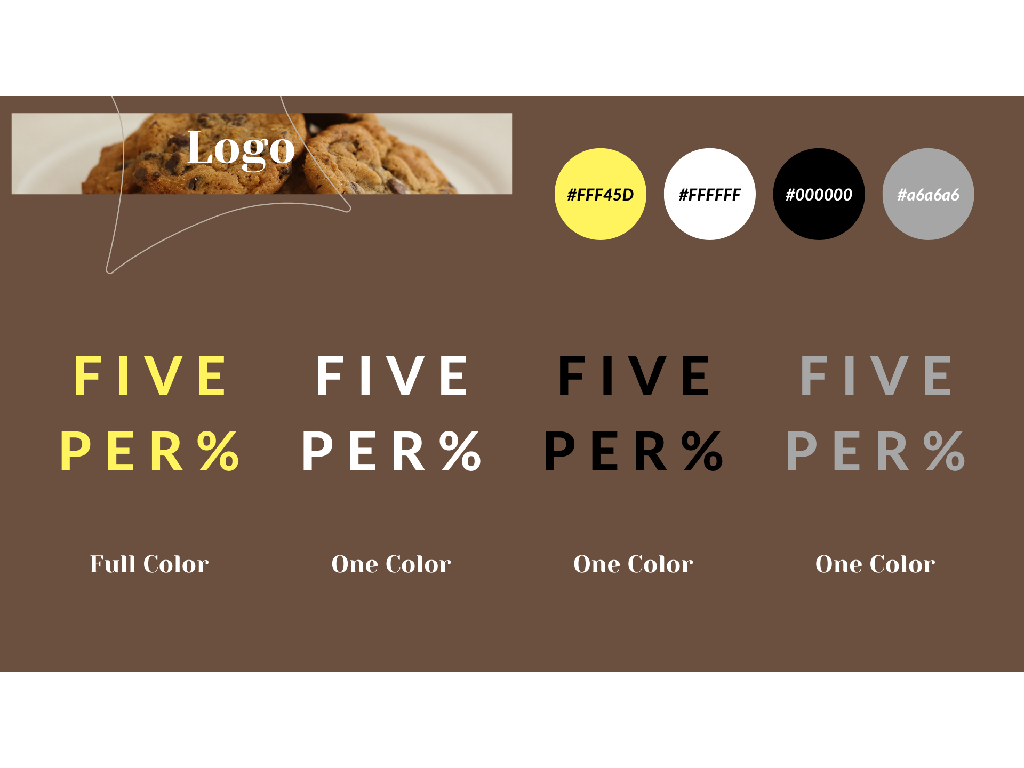 Logo
#FFF45D
#FFFFFF
#000000
#a6a6a6
FIVE
PER%
FIVE
PER%
FIVE
PER%
FIVE
PER%
Full Color
One Color
One Color
One Color